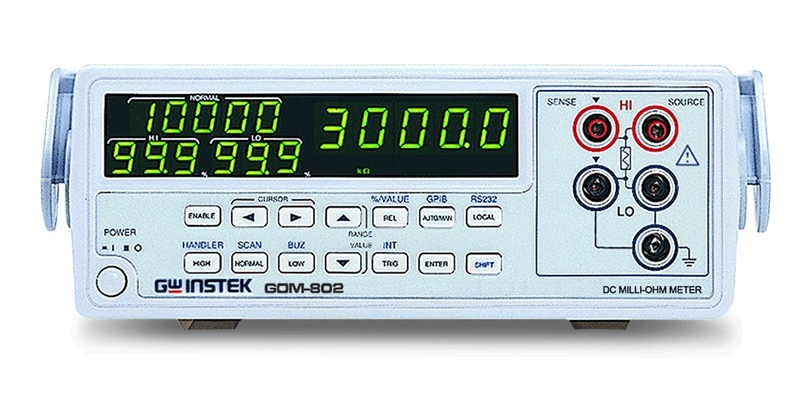 NORMAL
10000
3000.0
HI LO
99.9 % 99.9 %
kΩ
SENSE HI SOURCE
LO
CURSOR %/VALUE GPIB RS232
ENABLE REL AUTO/MAN LOCAL
RANGE
POWER
I O
VALUE
HANDLER SCAN BUZ INT
HIGH NORMAL LOW TRIG ENTER SHIFT
GW INSTEK GOM-802
DC MILLI-OHM METER